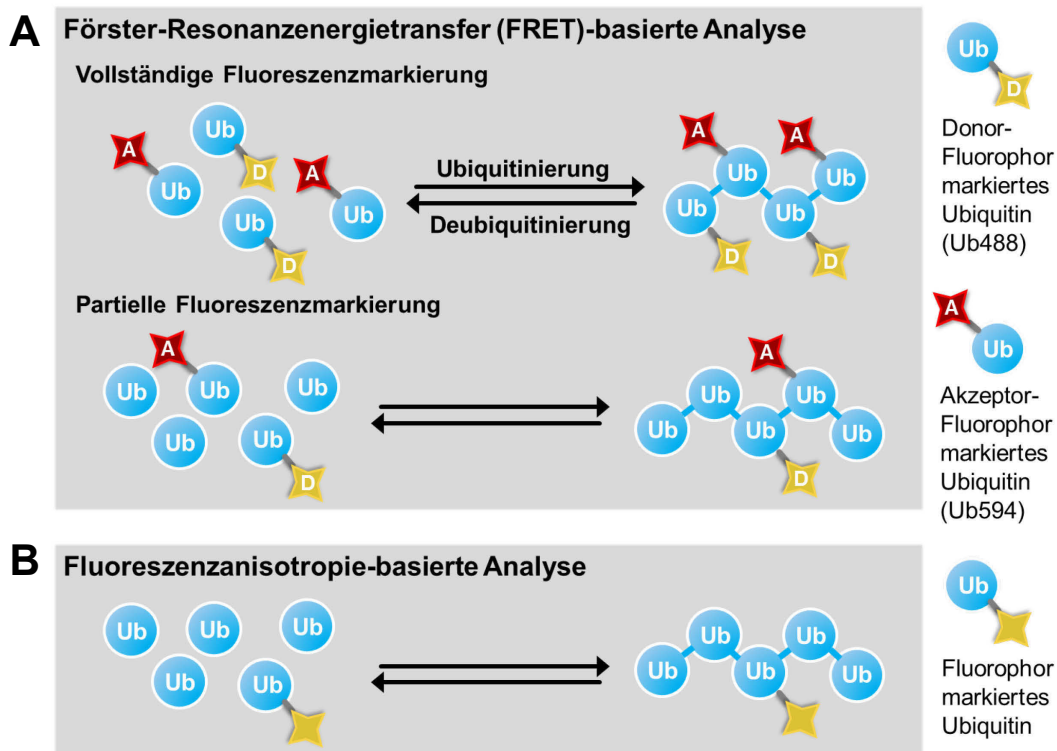 A
Förster-Resonanzenergietransfer (FRET)-basierte Analyse
Vollständige Fluoreszenzmarkierung
A
Ub
Ub
D
A
Ub
Ub
D
Ubiquitinierung
Deubiquitinierung
A
A
Ub
Ub
Ub
Ub
D
D
Ub
D
Donor-
Fluorophor
markiertes
Ubiquitin
(Ub488)
Partielle Fluoreszenzmarkierung
A
Ub
Ub
Ub
Ub
Ub
D
A
Ub
Ub
Ub
Ub
Ub
D
A
Ub
Akzeptor-
Fluorophor
markiertes
Ubiquitin
(Ub594)
B
Fluoreszenzanisotropie-basierte Analyse
Ub
Ub
Ub
Ub
Ub
Ub
Ub
Ub
Ub
Ub
Ub
Fluorophor
markiertes
Ubiquitin